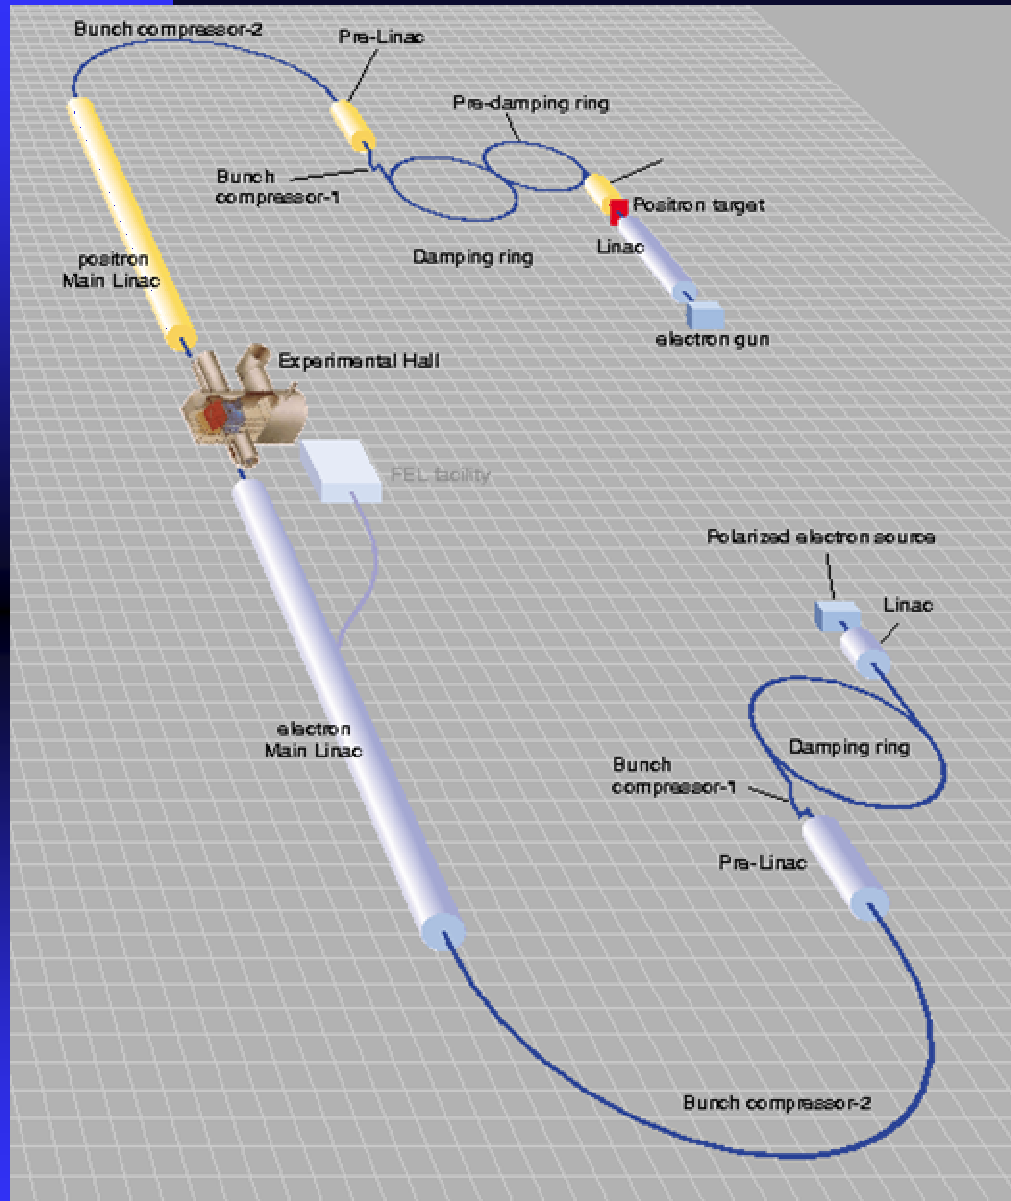 Bunch compressor-2
Pre-Linac
Pre-damping ring
Bunch
compressor-1
Positron target
Linac
Damping ring
positron
Main Linac
electron gun
Experimental Hall
FEL facility
Polarized electron source
Linac
electron
Main Linac
Damping ring
Bunch
compressor-1
Pre-Linac
Bunch compressor-2